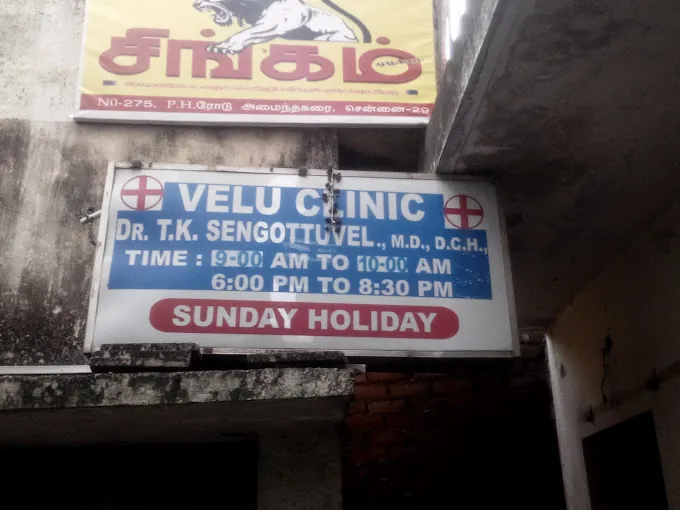 சிங்கம்
NO-275, P.H.ரோடு அமைந்தகரை, சென்னை-29
VELU CLINIC
DR. T.K. SENGOTTUVEL., M.D., D.C.H.,
TIME : 9-00 AM TO 10-00 AM
6:00 PM TO 8:30 PM
SUNDAY HOLIDAY